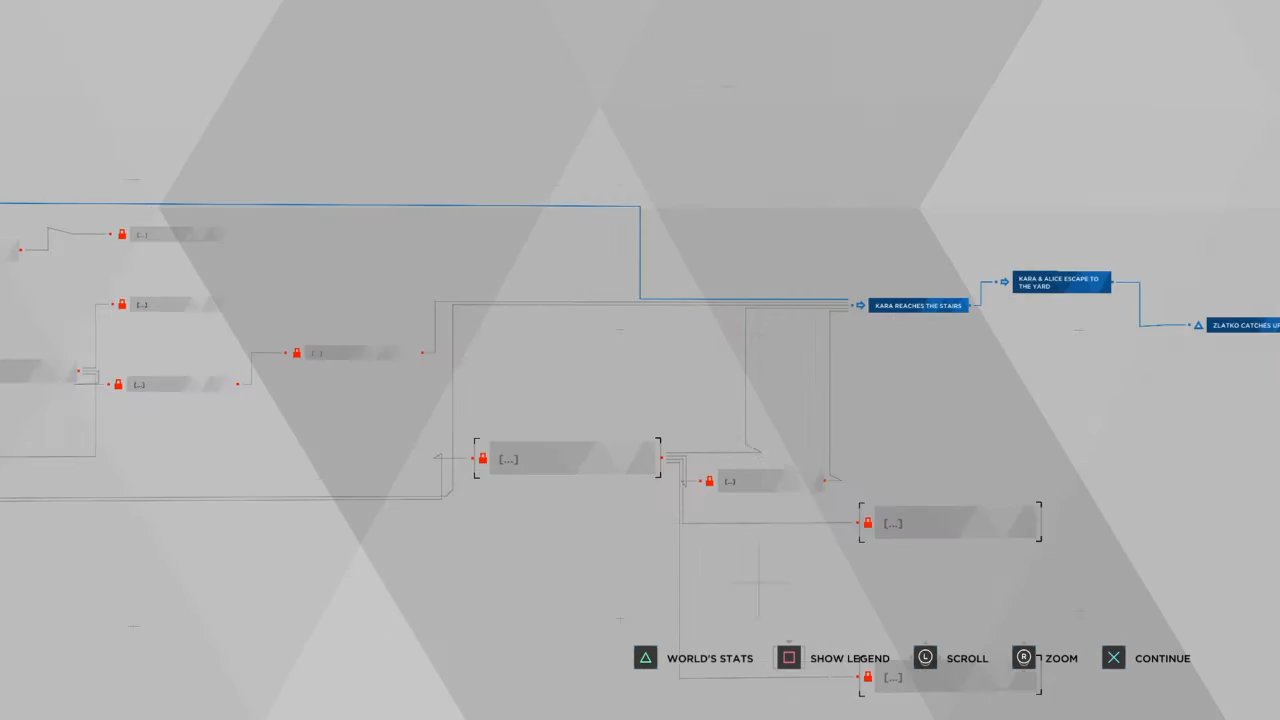 [...]
KARA & ALICE ESCAPE TO
THE YARD
[...]
KARA REACHES THE STAIRS
ZLATKO CATCHES UP
[...]
[...]
[...]
[...]
[...]
WORLD'S STATS
SHOW LEGEND
L
SCROLL
R
ZOOM
CONTINUE
[...]